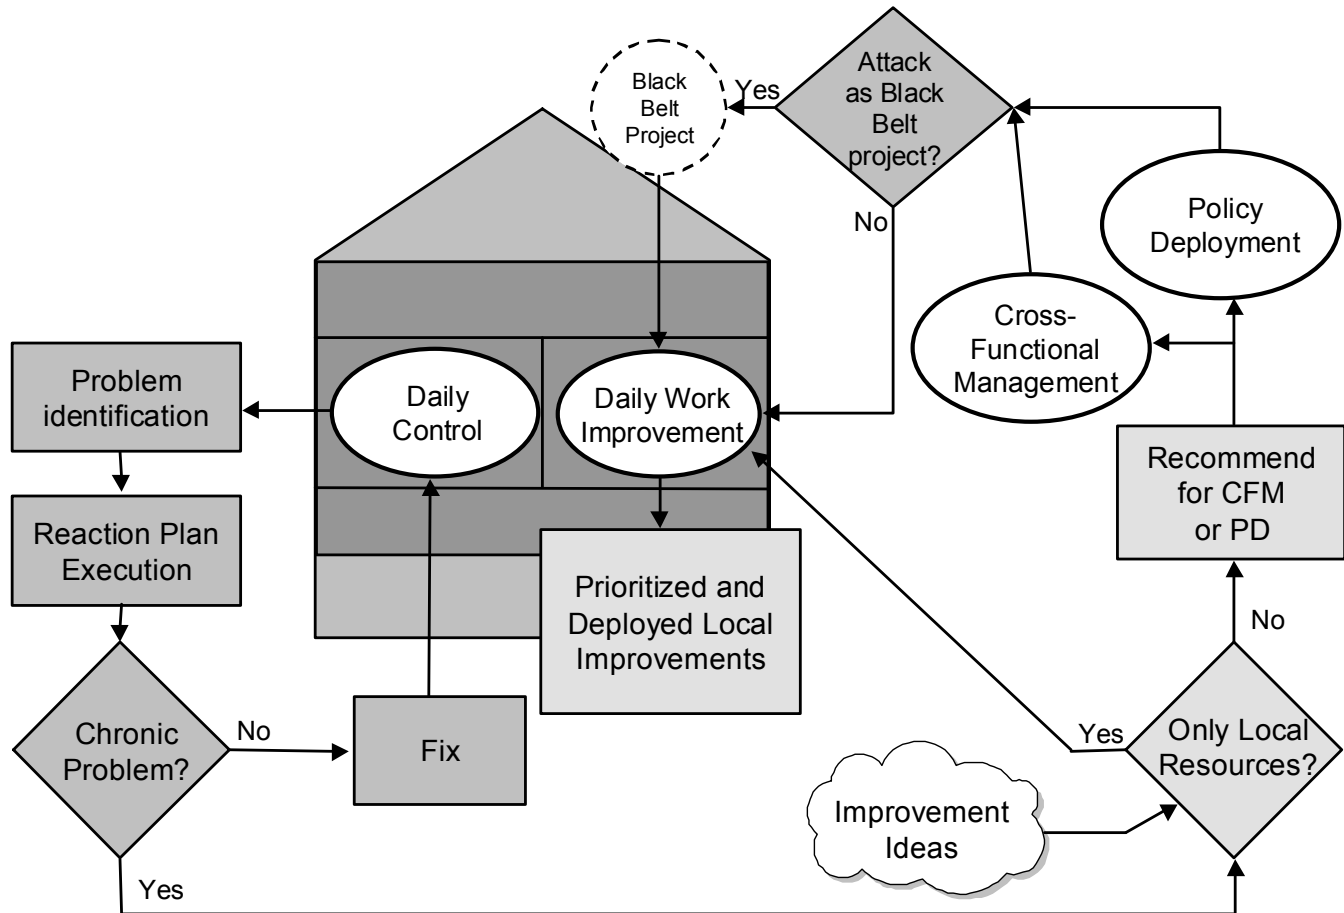 Black
Belt
Project
Yes
Attack
as Black
Belt
project?
No
Policy
Deployment
Cross-
Functional
Management
Problem
identification
Daily
Control
Daily Work
Improvement
Recommend
for CFM
or PD
Reaction Plan
Execution
Prioritized and
Deployed Local
Improvements
No
Chronic
Problem?
No
Fix
Yes
Only Local
Resources?
Improvement
Ideas
Yes